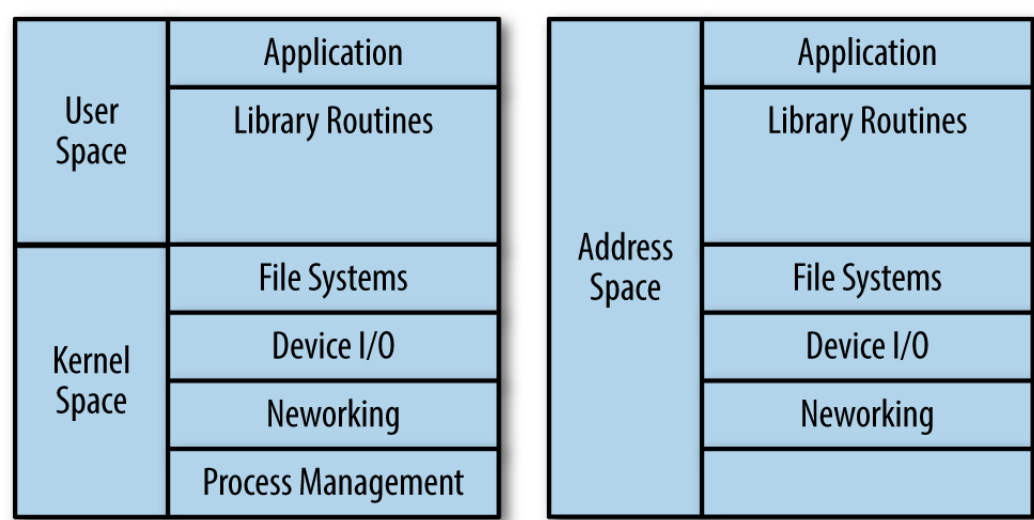 User
Space
Application
Library Routines
Kernel
Space
File Systems
Device I/O
Neworking
Process Management
Address
Space
Application
Library Routines
File Systems
Device I/O
Neworking